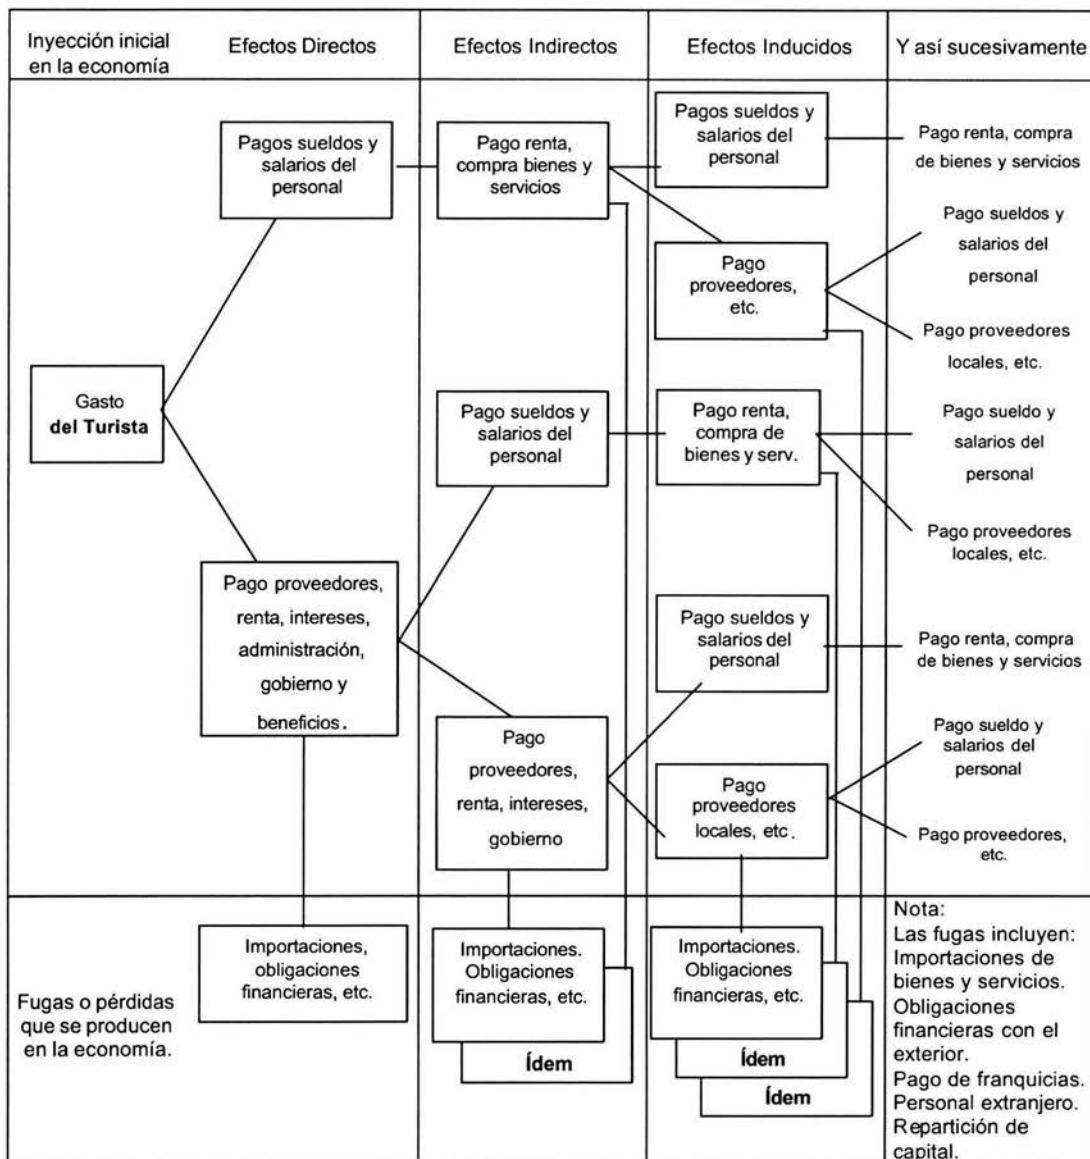 Inyección inicial
en la economía
Efectos Directos
Efectos Indirectos
Efectos Inducidos
Y así sucesivamente
Gasto
del Turista
Pagos sueldos y
salarios del
personal
Pago proveedores,
renta, intereses,
administración,
gobierno y
beneficios.
Pago renta,
compra bienes y
servicios
Pago sueldos y
salarios del
personal
Pago
proveedores,
renta, intereses,
gobierno
Pagos sueldos y
salarios del
personal
Pago
proveedores,
etc.
Pago renta,
compra de
bienes y serv.
Pago sueldos y
salarios del
personal
Pago
proveedores
locales, etc.
Pago renta, compra
de bienes y servicios
Pago sueldos y
salarios del
personal
Pago proveedores
locales, etc.
Pago sueldo y
salarios del
personal
Pago proveedores
locales, etc.
Pago renta, compra
de bienes y servicios
Pago sueldo y
salarios del
personal
Pago proveedores,
etc.
Fugas o pérdidas
que se producen
en la economía.
Importaciones,
obligaciones
financieras, etc.
Importaciones.
Obligaciones
financieras, etc.
Ídem
Importaciones.
Obligaciones
financieras, etc.
Ídem
Ídem
Nota:
Las fugas incluyen:
Importaciones de
bienes y servicios.
Obligaciones
financieras con el
exterior.
Pago de franquicias.
Personal extranjero.
Repartición de
capital.